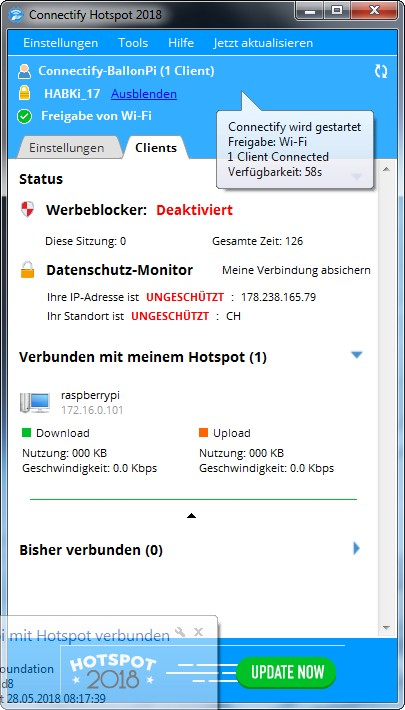 Connectify Hotspot 2018
Einstellungen Tools Hilfe Jetzt aktualisieren
Connectify-BallonPi (1 Client)
HABKi_17 Ausblenden
Freigabe von Wi-Fi
Connectify wird gestartet
Freigabe: Wi-Fi
1 Client Connected
Verfügbarkeit: 58s
Einstellungen Clients
Status
Werbeblocker: Deaktiviert
Diese Sitzung: 0 Gesamte Zeit: 126
Datenschutz-Monitor Meine Verbindung absichern
Ihre IP-Adresse ist UNGESCHÜTZT : 178.238.165.79
Ihr Standort ist UNGESCHÜTZT : CH
Verbunden mit meinem Hotspot (1)
raspberrypi
172.16.0.101
Download Upload
Nutzung: 000 KB Nutzung: 000 KB
Geschwindigkeit: 0.0 Kbps Geschwindigkeit: 0.0 Kbps
Bisher verbunden (0)
pi mit Hotspot verbunden
oundation
d8
t 28.05.2018 08:17:39
HOTSPOT
2018
UPDATE NOW